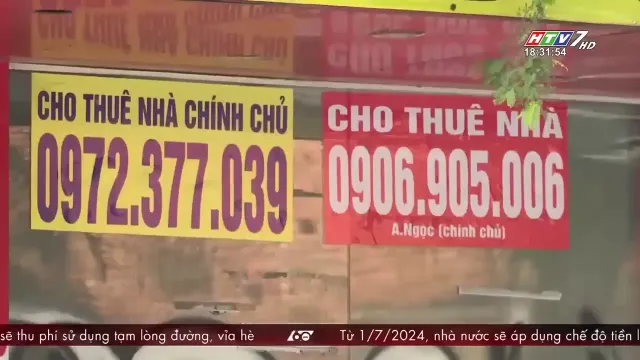 HTV7 HD
18:31:54
CHO THUÊ NHÀ CHÍNH CHỦ
0972.377.039
CHO THUÊ NHÀ
0906.905.006
A.Ngọc (chính chủ)
sẽ thu phí sử dụng tạm lòng đường, vỉa hè
Từ 1/7/2024, nhà nước sẽ áp dụng chế độ tiền